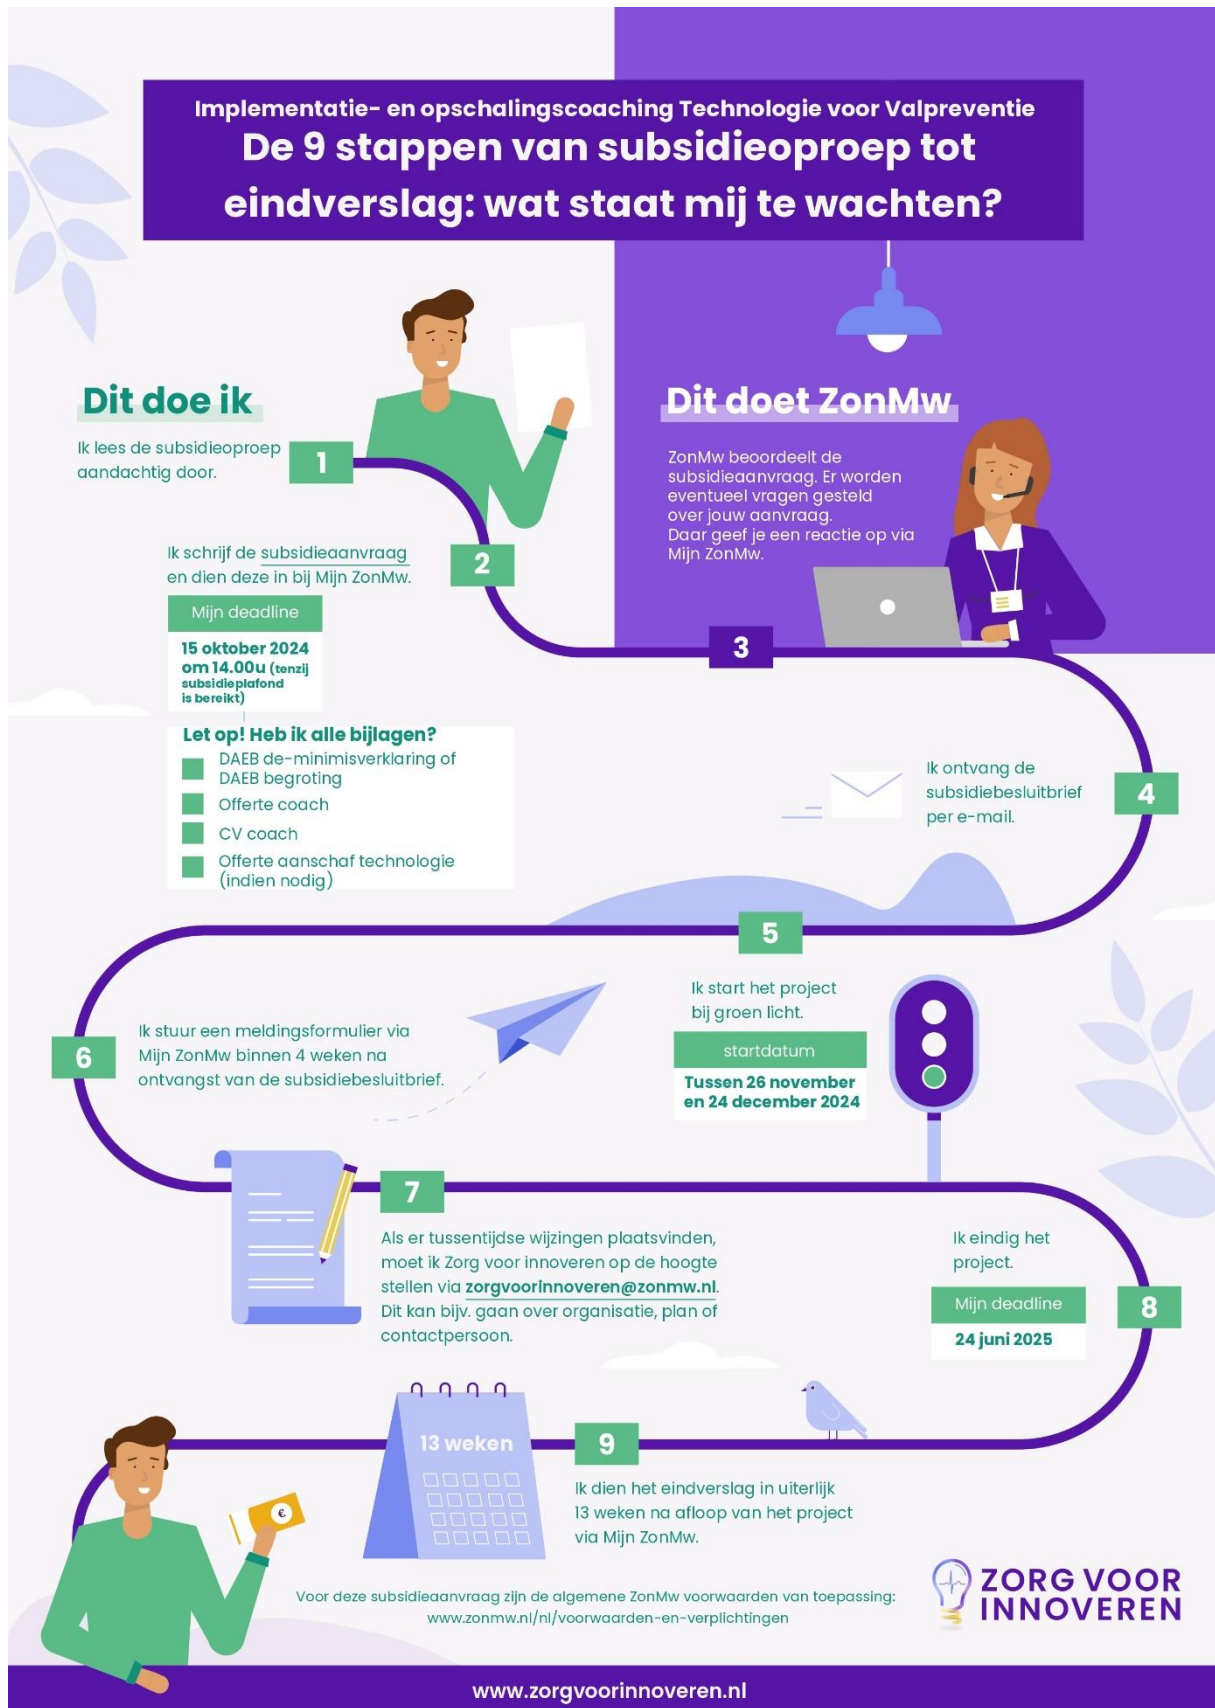 Implementatie- en opschalingscoaching Technologie voor Valpreventie
De 9 stappen van subsidieoproep tot
eindverslag: wat staat mij te wachten?
Dit doe ik
Ik lees de subsidieoproep
aandachtig door.
1
Dit doet ZonMw
ZonMw beoordeelt de
subsidieaanvraag. Er worden
eventueel vragen gesteld
over jouw aanvraag.
Daar geef je een reactie op via
Mijn ZonMw.
Ik schrijf de subsidieaanvraag
en dien deze in bij Mijn ZonMw.
2
Mijn deadline
15 oktober 2024
om 14.00u (tenzij
subsidieplafond
is bereikt)
3
Let op! Heb ik alle bijlagen?
DAEB de-minimisverklaring of
DAEB begroting
Offerte coach
CV coach
Offerte aanschaf technologie
(indien nodig)
Ik ontvang de
subsidiebesluitbrief
per e-mail.
4
5
Ik start het project
bij groen licht.
startdatum
Tussen 26 november
en 24 december 2024
6
Ik stuur een meldingsformulier via
Mijn ZonMw binnen 4 weken na
ontvangst van de subsidiebesluitbrief.
7
Als er tussentijdse wijzingen plaatsvinden,
moet ik Zorg voor innoveren op de hoogte
stellen via zorgvoorinnoveren@zonmw.nl.
Dit kan bijv. gaan over organisatie, plan of
contactpersoon.
Ik eindig het
project.
Mijn deadline
24 juni 2025
8
13 weken
9
Ik dien het eindverslag in uiterlijk
13 weken na afloop van het project
via Mijn ZonMw.
€
Voor deze subsidieaanvraag zijn de algemene ZonMw voorwaarden van toepassing:
www.zonmw.nl/nl/voorwaarden-en-verplichtingen
ZORG VOOR
INNOVEREN
www.zorgvoorinnoveren.nl